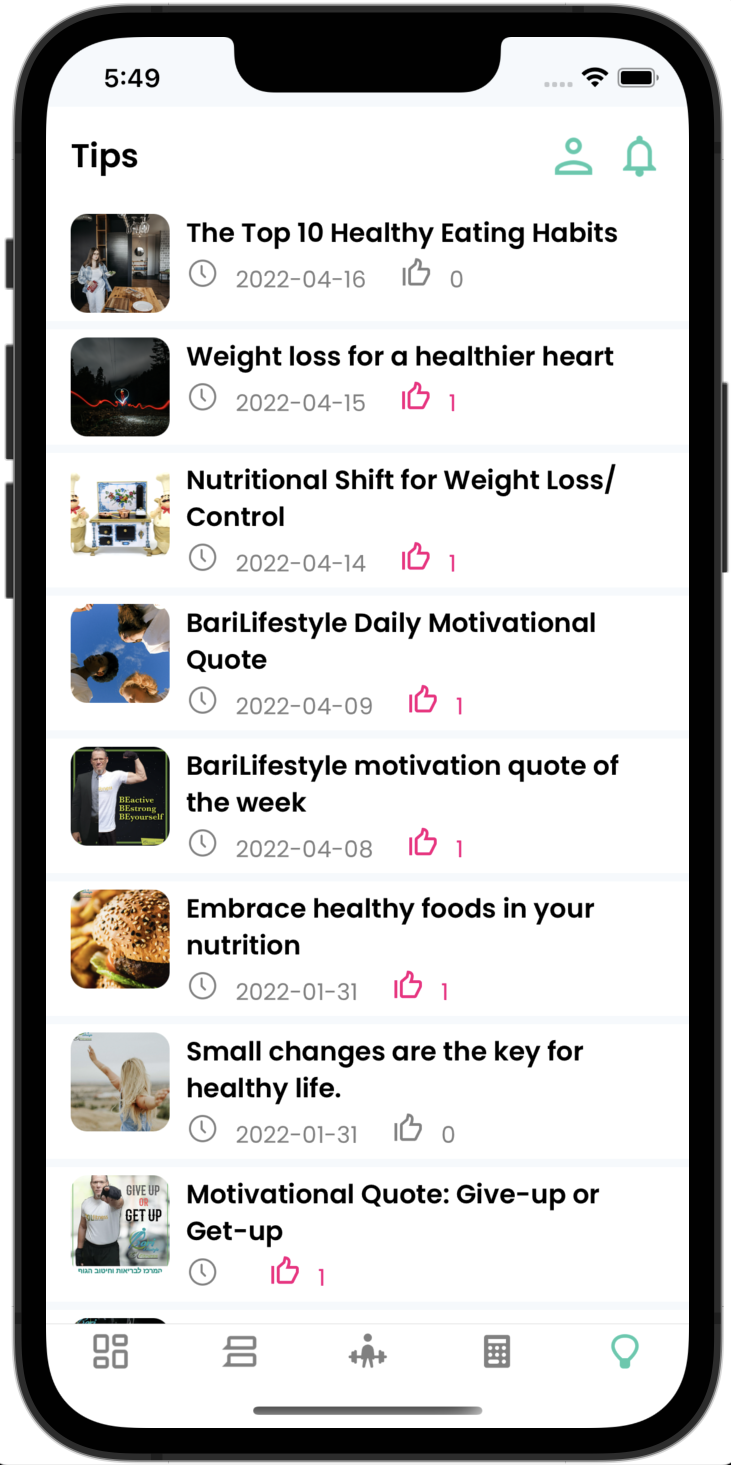 5:49
Tips
The Top 10 Healthy Eating Habits
2022-04-16 0
Weight loss for a healthier heart
2022-04-15 1
Nutritional Shift for Weight Loss/
Control
2022-04-14 1
BariLifestyle Daily Motivational
Quote
2022-04-09 1
BariLifestyle motivation quote of
the week
2022-04-08 1
BEactive
BEstrong
BEyourself
Embrace healthy foods in your
nutrition
2022-01-31 1
Small changes are the key for
healthy life.
2022-01-31 0
Motivational Quote: Give-up or
Get-up
1
GIVE UP
OR
GET UP
המרכז לבריאות וחיטוב הגוף